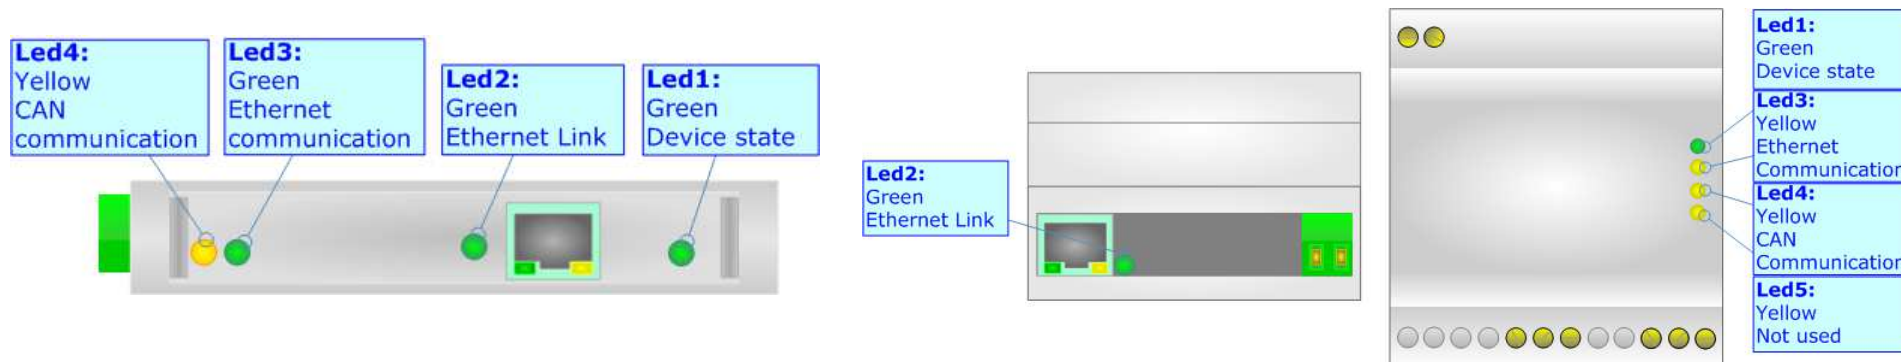 Led4:
Yellow
CAN
communication
Led3:
Green
Ethernet
communication
Led2:
Green
Ethernet Link
Led1:
Green
Device state
Led2:
Green
Ethernet Link
Led1:
Green
Device state
Led3:
Yellow
Ethernet
Communication
Led4:
Yellow
CAN
Communication
Led5:
Yellow
Not used